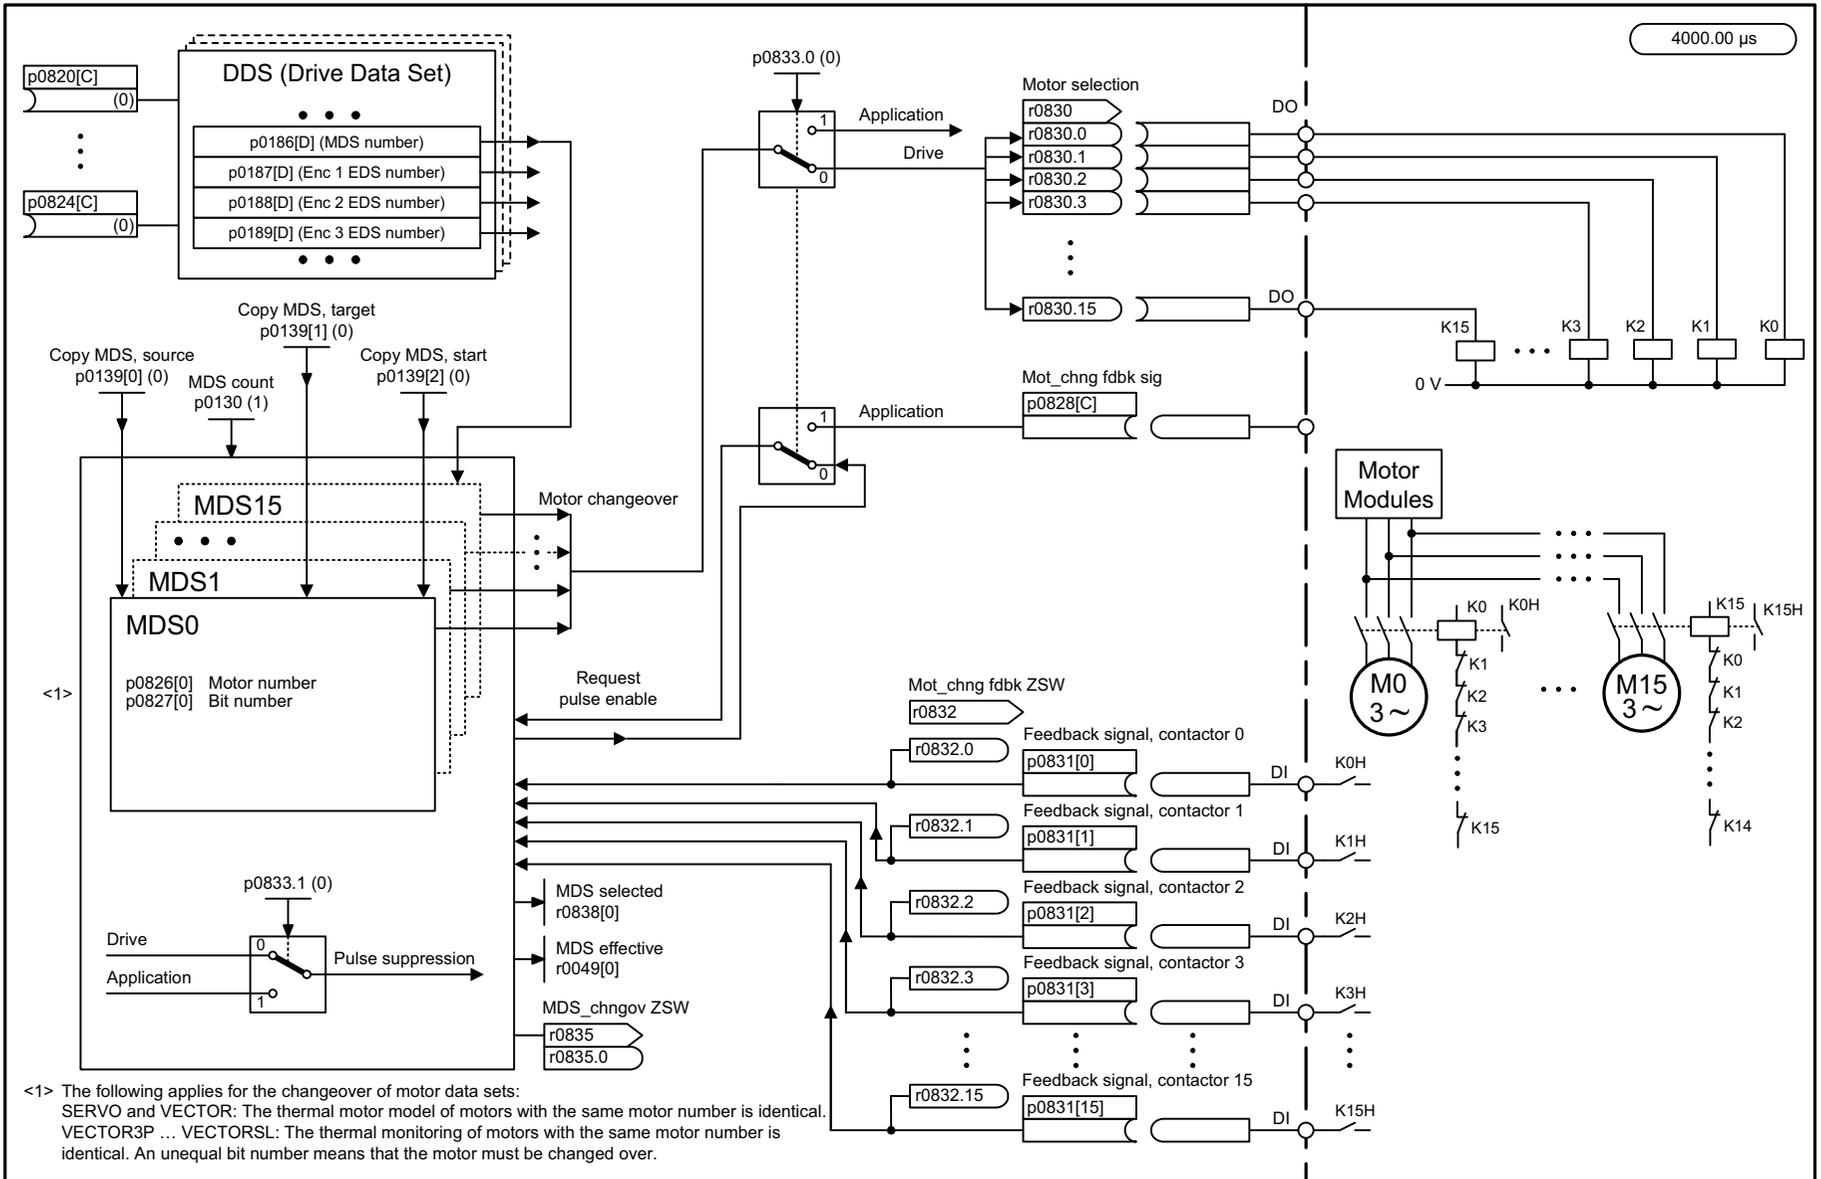 4000.00 µs
p0820[C]
(0)
p0824[C]
(0)
DDS (Drive Data Set)
p0186[D] (MDS number)
p0187[D] (Enc 1 EDS number)
p0188[D] (Enc 2 EDS number)
p0189[D] (Enc 3 EDS number)
p0833.0 (0)
1
0
Application
Drive
Motor selection
r0830
r0830.0
r0830.1
r0830.2
r0830.3
r0830.15
DO
DO
K15
K3
K2
K1
K0
0 V
Copy MDS, target
p0139[1] (0)
Copy MDS, source
p0139[0] (0)
MDS count
p0130 (1)
Copy MDS, start
p0139[2] (0)
1
0
Application
Mot_chng fdbk sig
p0828[C]
MDS15
MDS1
MDS0
p0826[0] Motor number
p0827[0] Bit number
<1>
Motor changeover
Request
pulse enable
Motor
Modules
K0
K0H
K1
K2
K3
K15
M0
3 ~
M15
3 ~
K15
K15H
K0
K1
K2
K14
Mot_chng fdbk ZSW
r0832
r0832.0
Feedback signal, contactor 0
p0831[0]
DI
K0H
r0832.1
Feedback signal, contactor 1
p0831[1]
DI
K1H
r0832.2
Feedback signal, contactor 2
p0831[2]
DI
K2H
r0832.3
Feedback signal, contactor 3
p0831[3]
DI
K3H
r0832.15
Feedback signal, contactor 15
p0831[15]
DI
K15H
p0833.1 (0)
Drive
Application
0
1
Pulse suppression
MDS selected
r0838[0]
MDS effective
r0049[0]
MDS_chngov ZSW
r0835
r0835.0
<1> The following applies for the changeover of motor data sets:
SERVO and VECTOR: The thermal motor model of motors with the same motor number is identical.
VECTOR3P … VECTORSL: The thermal monitoring of motors with the same motor number is
identical. An unequal bit number means that the motor must be changed over.